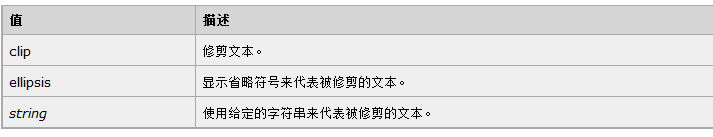 值 描述
clip 修剪文本。
ellipsis 显示省略符号来代表被修剪的文本。
string 使用给定的字符串来代表被修剪的文本。